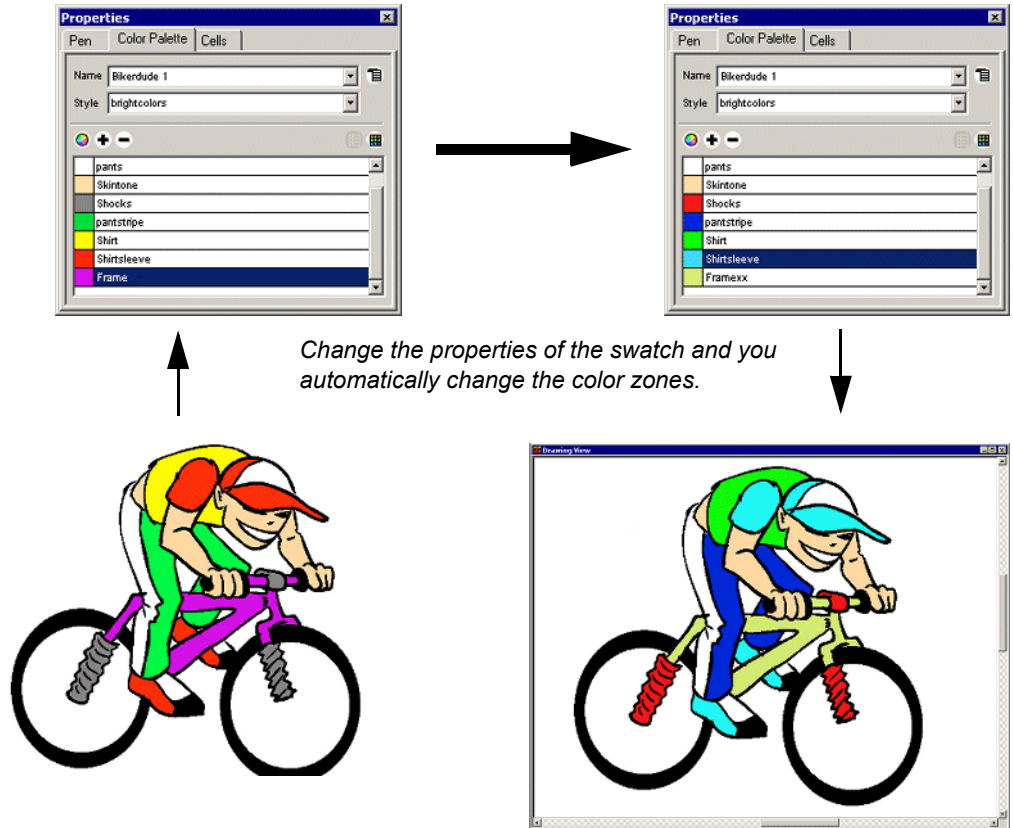 Properties
Pen Color Palette Cells
Name Bikerdude 1
Style brightcolors
pants
Skintone
Shocks
pantstripe
Shirt
Shirtsleeve
Frame
Properties
Pen Color Palette Cells
Name Bikerdude 1
Style brightcolors
pants
Skintone
Shocks
pantstripe
Shirt
Shirtsleeve
Framexx
Change the properties of the swatch and you
automatically change the color zones.
Drawing View